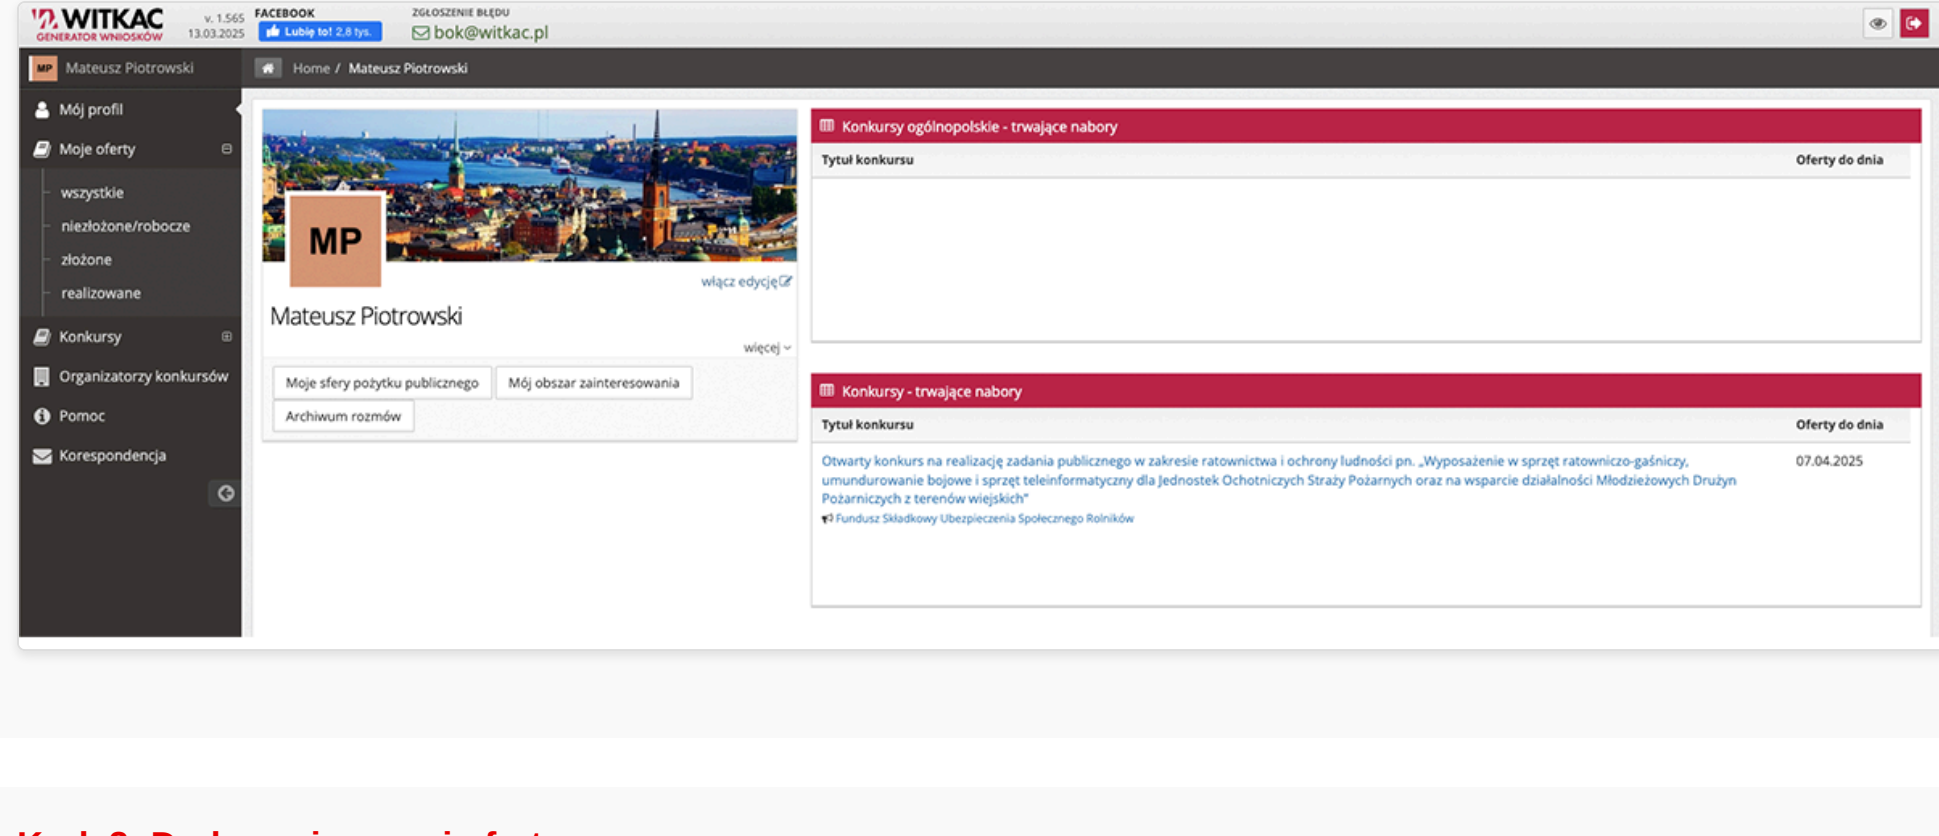 WITKAC
GENERATOR WNIOSKÓW
v. 1.565
13.03.2025
FACEBOOK
Lubię to! 2,8 tys.
ZGŁOSZENIE BŁĘDU
bok@witkac.pl
MP Mateusz Piotrowski
Home / Mateusz Piotrowski
Mój profil
Moje oferty
wszystkie
niezłożone/robocze
złożone
realizowane
Konkursy
Organizatorzy konkursów
Pomoc
Korespondencja
MP
włącz edycję
Mateusz Piotrowski
więcej
Moje sfery pożytku publicznego
Mój obszar zainteresowania
Archiwum rozmów
Konkursy ogólnopolskie - trwające nabory
Tytuł konkursu Oferty do dnia
Konkursy - trwające nabory
Tytuł konkursu Oferty do dnia
Otwarty konkurs na realizację zadania publicznego w zakresie ratownictwa i ochrony ludności pn. „Wyposażenie w sprzęt ratowniczo-gaśniczy, 07.04.2025
umundurowanie bojowe i sprzęt teleinformatyczny dla Jednostek Ochotniczych Straży Pożarnych oraz na wsparcie działalności Młodzieżowych Drużyn
Pożarniczych z terenów wiejskich"
Fundusz Składkowy Ubezpieczenia Społecznego Rolników